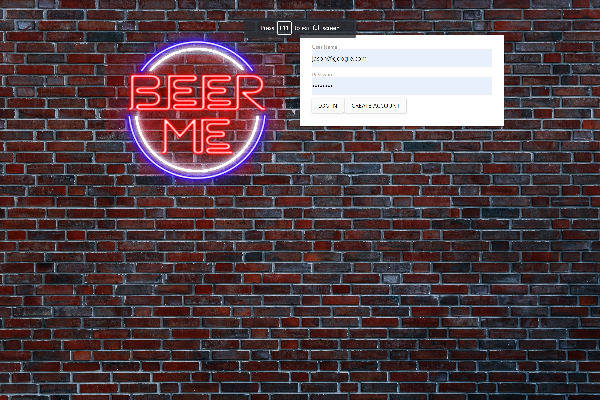 Press F11 to exit full screen
BEER
ME
User Name
jason@google.com
Password
••••••••
LOG IN
CREATE ACCOUNT